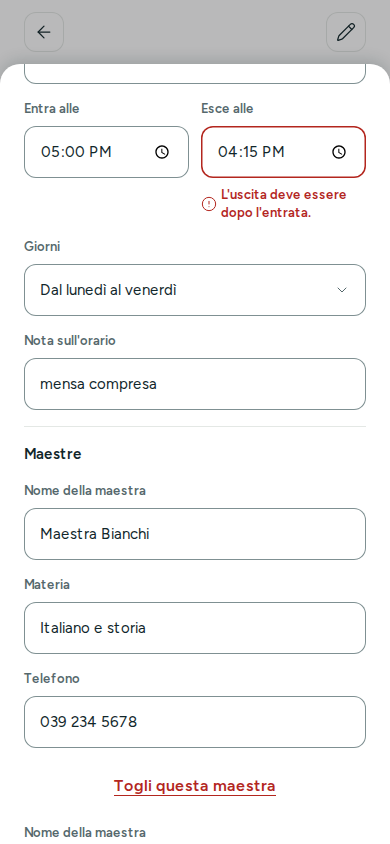 Entra alle
Esce alle
05:00 PM
04:15 PM
L'uscita deve essere
dopo l'entrata.
Giorni
Dal lunedì al venerdì
Nota sull'orario
mensa compresa
Maestre
Nome della maestra
Maestra Bianchi
Materia
Italiano e storia
Telefono
039 234 5678
Togli questa maestra
Nome della maestra